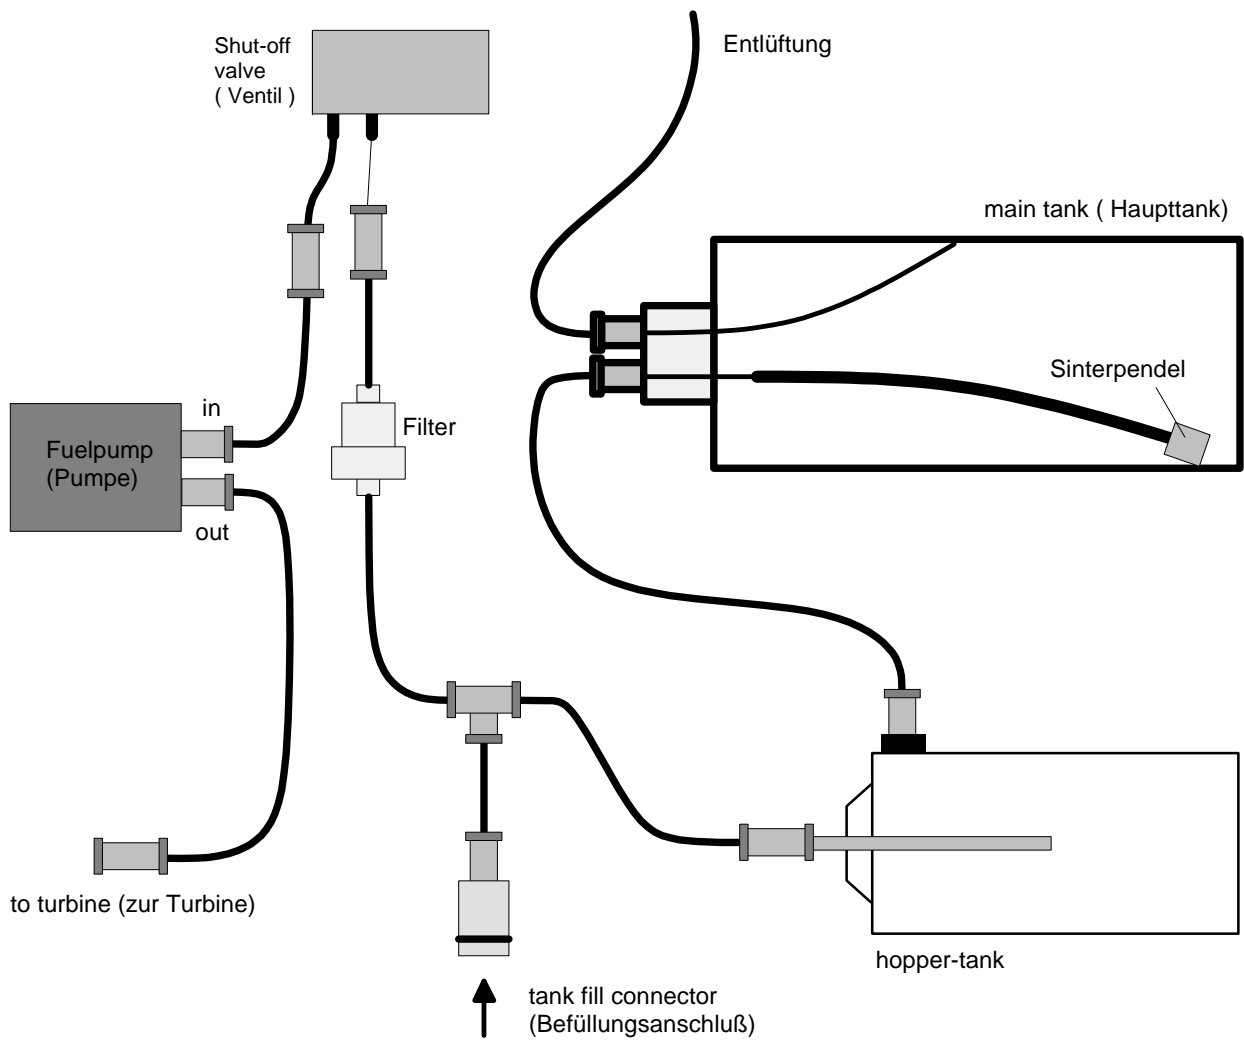 Shut-off
valve
( Ventil )
Entlüftung
main tank ( Haupttank)
Sinterpendel
in
Filter
Fuelpump
(Pumpe)
out
to turbine (zur Turbine)
hopper-tank
tank fill connector
(Befüllungsanschluß)